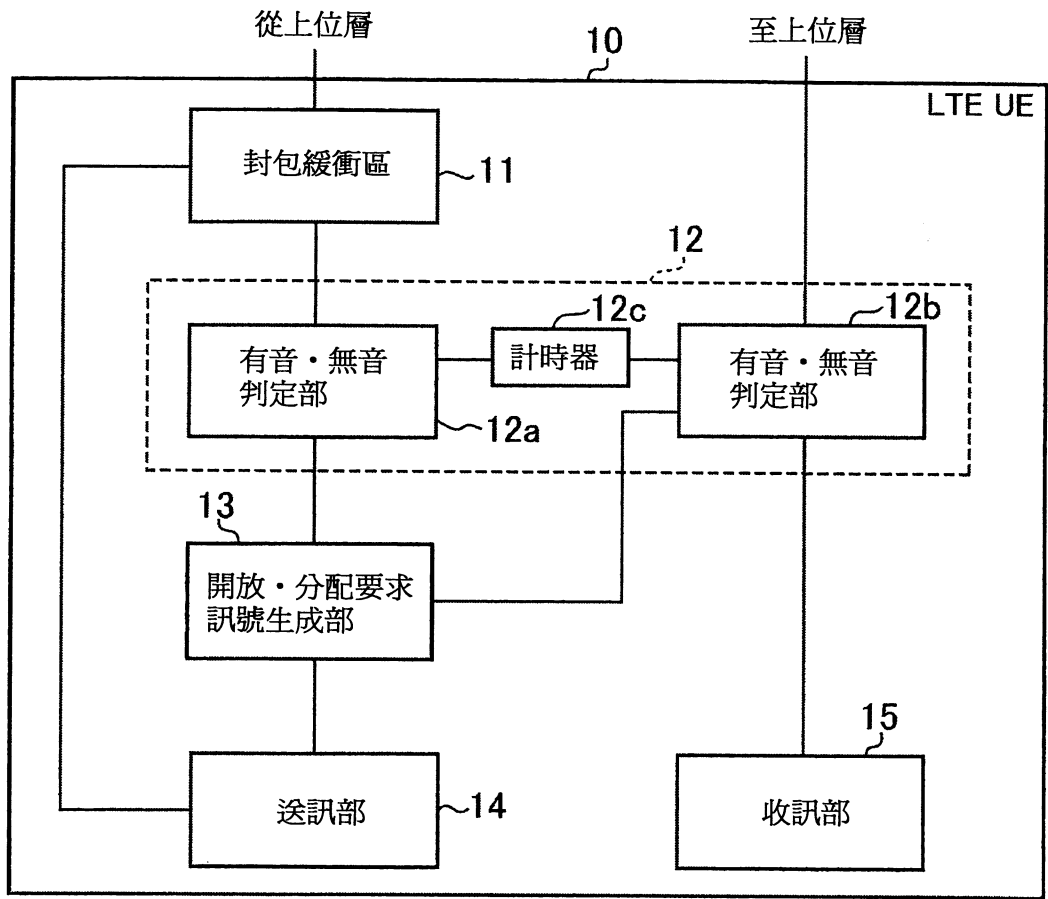 從上位層
至上位層
10
LTE UE
封包緩衝區
11
12
12c
12b
有音・無音
判定部
計時器
有音・無音
判定部
12a
13
開放・分配要求
訊號生成部
15
送訊部
14
收訊部